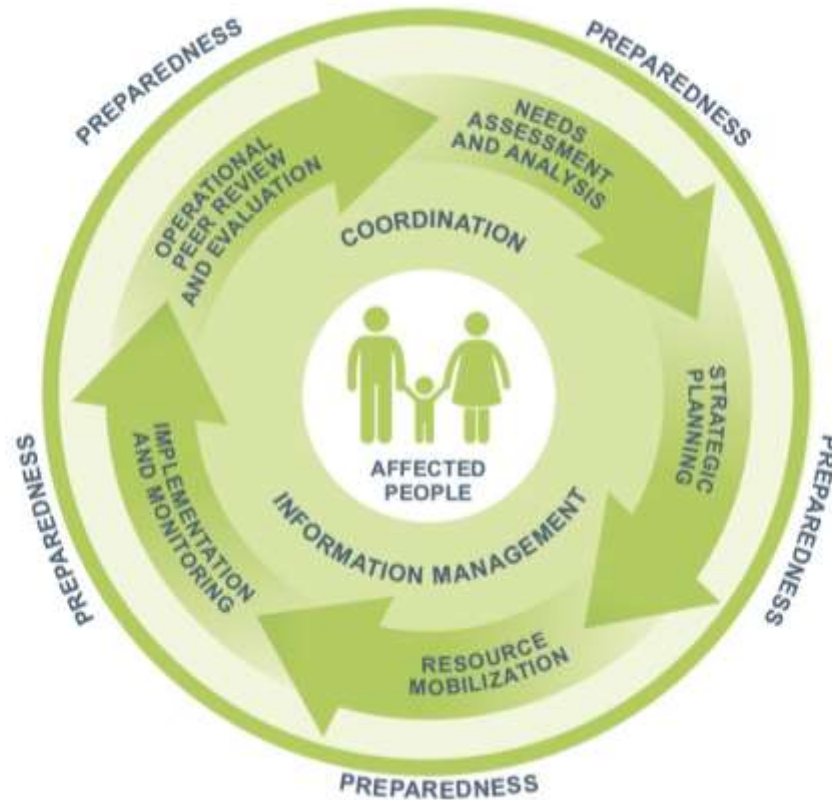 PREPAREDNESS
PREPAREDNESS
NEEDS
ASSESSMENT
AND ANALYSIS
OPERATIONAL
PEER REVIEW
AND EVALUATION
COORDINATION
STRATEGIC
PLANNING
AFFECTED
PEOPLE
IMPLEMENTATION
AND MONITORING
INFORMATION MANAGEMENT
PREPAREDNESS
PREPAREDNESS
RESOURCE
MOBILIZATION
PREPAREDNESS